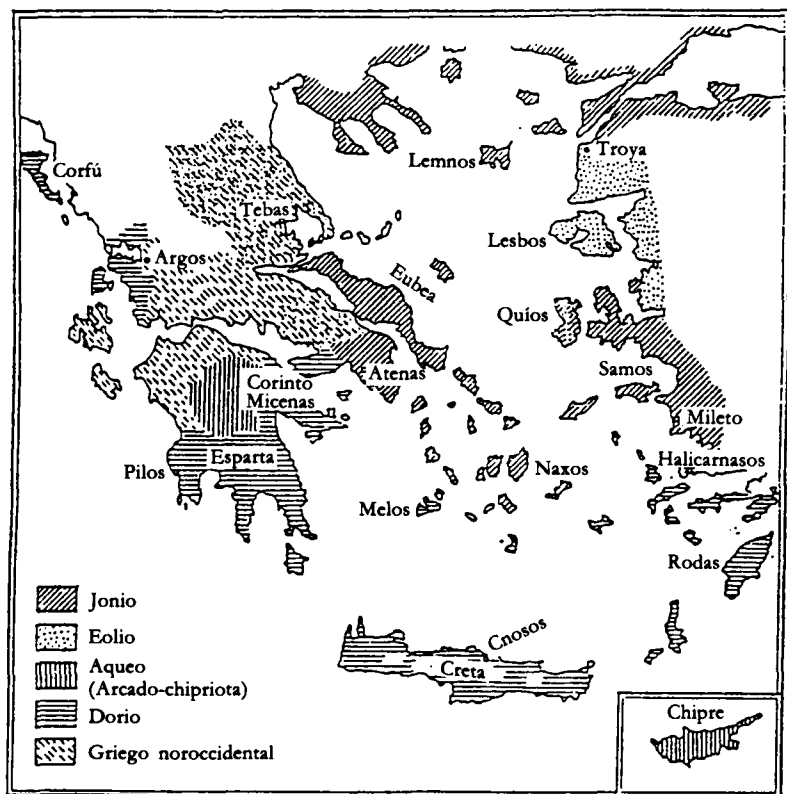 Corfú
Lemnos
Troya
Tebas
Argos
Lesbos
Eubea
Quíos
Corinto
Micenas
Atenas
Samos
Mileto
Pilos
Esparta
Halicarnasos
Naxos
Melos
Rodas
Cnosos
Creta
Chipre
Jonio
Eolio
Aqueo
(Arcado-chipriota)
Dorio
Griego noroccidental